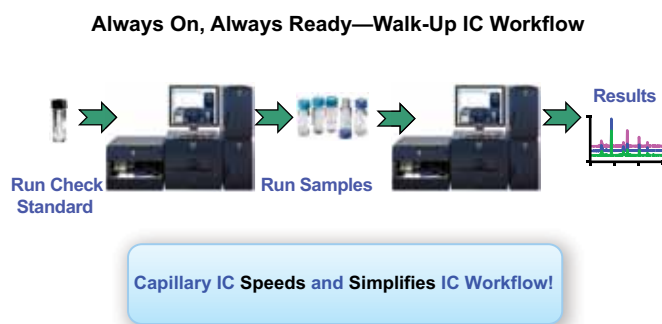 Always On, Always Ready—Walk-Up IC Workflow
Results
Run Check
Standard
Run Samples
Capillary IC Speeds and Simplifies IC Workflow!